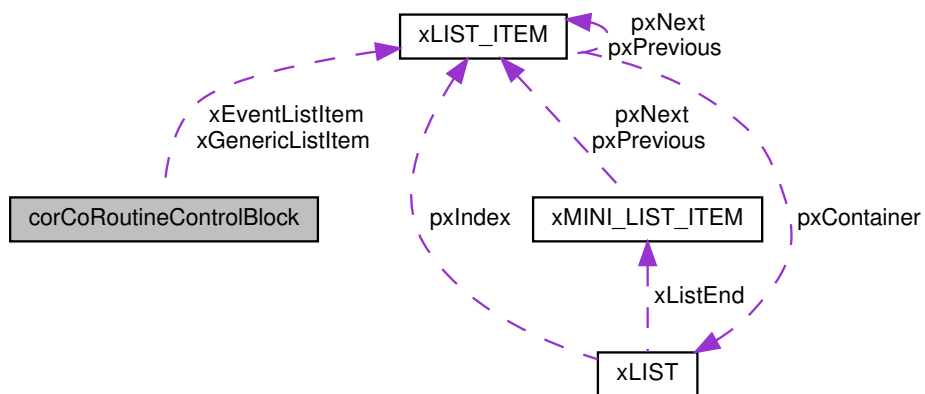 xLIST_ITEM
pxNext
pxPrevious
xEventListItem
xGenericListItem
pxNext
pxPrevious
corCoRoutineControlBlock
pxIndex
xMINI_LIST_ITEM
pxContainer
xListEnd
xLIST